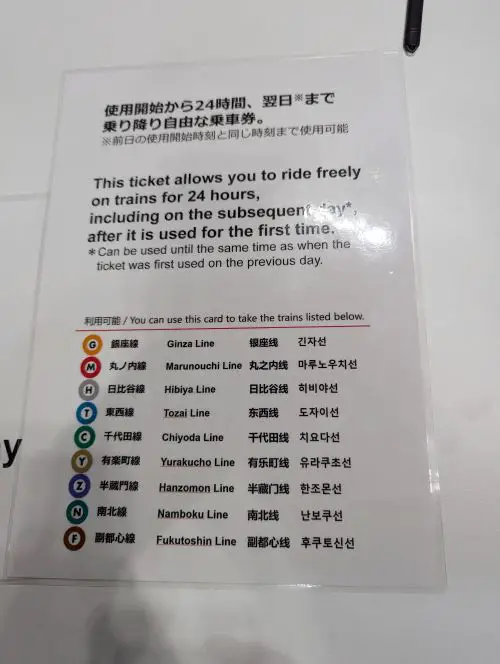 使用開始から24時間、翌日※まで
乗り降り自由な乗車券。
※前日の使用開始時刻と同じ時刻まで使用可能
This ticket allows you to ride freely
on trains for 24 hours,
including on the subsequent day*,
after it is used for the first time.
* Can be used until the same time as when the
ticket was first used on the previous day.
利用可能 / You can use this card to take the trains listed below.
G 銀座線 Ginza Line 银座线 긴자선
M 丸ノ内線 Marunouchi Line 丸之内线 마루노우치선
H 日比谷線 Hibiya Line 日比谷线 히비야선
T 東西線 Tozai Line 东西线 도자이선
C 千代田線 Chiyoda Line 千代田线 치요다선
Y 有楽町線 Yurakucho Line 有乐町线 유라쿠초선
Z 半蔵門線 Hanzomon Line 半藏门线 한조몬선
N 南北線 Namboku Line 南北线 난보쿠선
F 副都心線 Fukutoshin Line 副都心线 후쿠토신선